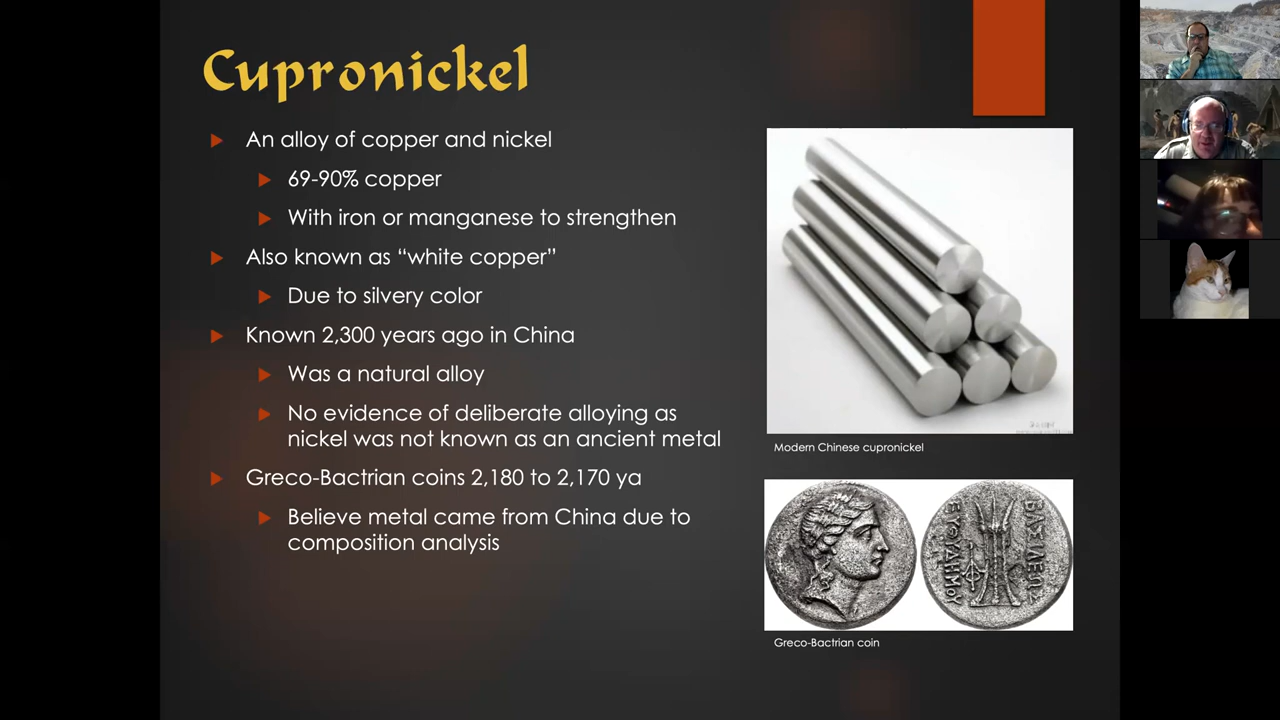 Cupronickel
An alloy of copper and nickel
69-90% copper
With iron or manganese to strengthen
Also known as “white copper”
Due to silvery color
Known 2,300 years ago in China
Was a natural alloy
No evidence of deliberate alloying as
nickel was not known as an ancient metal
Greco-Bactrian coins 2,180 to 2,170 ya
Believe metal came from China due to
composition analysis
Modern Chinese cupronickel
ΒΑΣΙΛΕΩΣ
ΕΥΘΥΔΗΜΟΥ
Greco-Bactrian coin